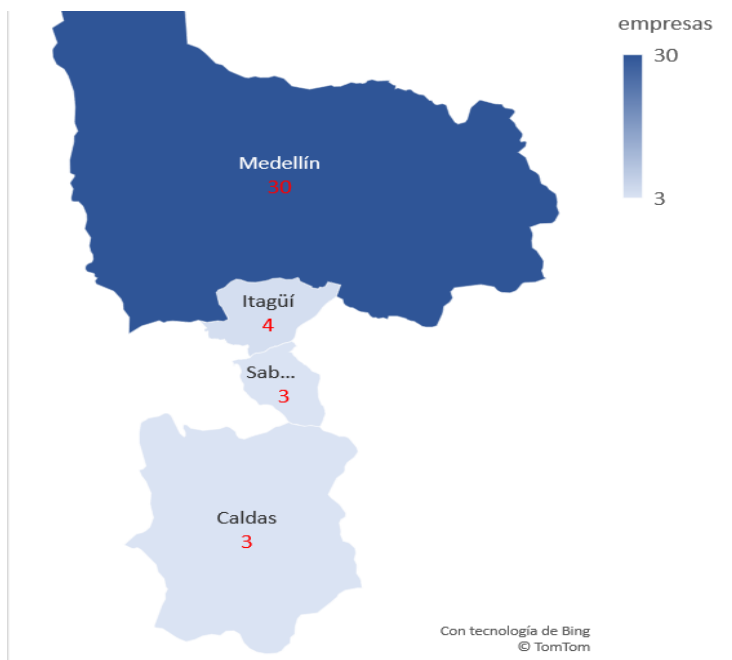 empresas
30
3
Medellín
30
Itagüí
4
Sab...
3
Caldas
3
Con tecnología de Bing
© TomTom